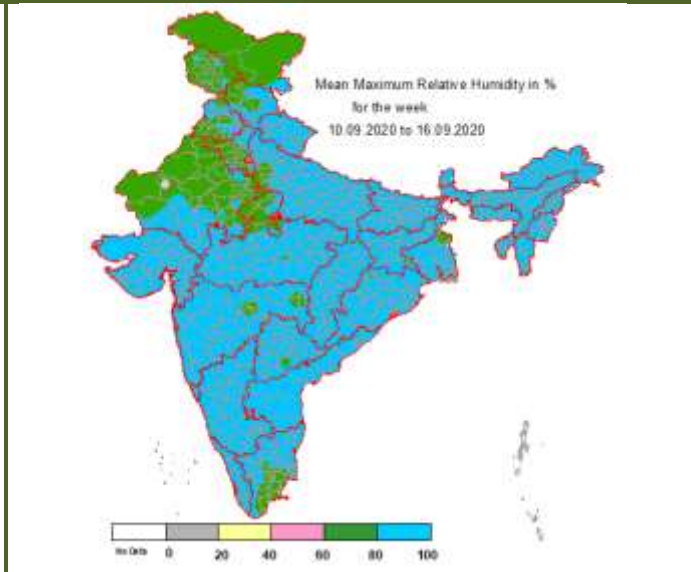 Mean Maximum Relative Humidity in %
for the week
10.09.2020 to 16.09.2020
No Data 0 20 40 60 80 100